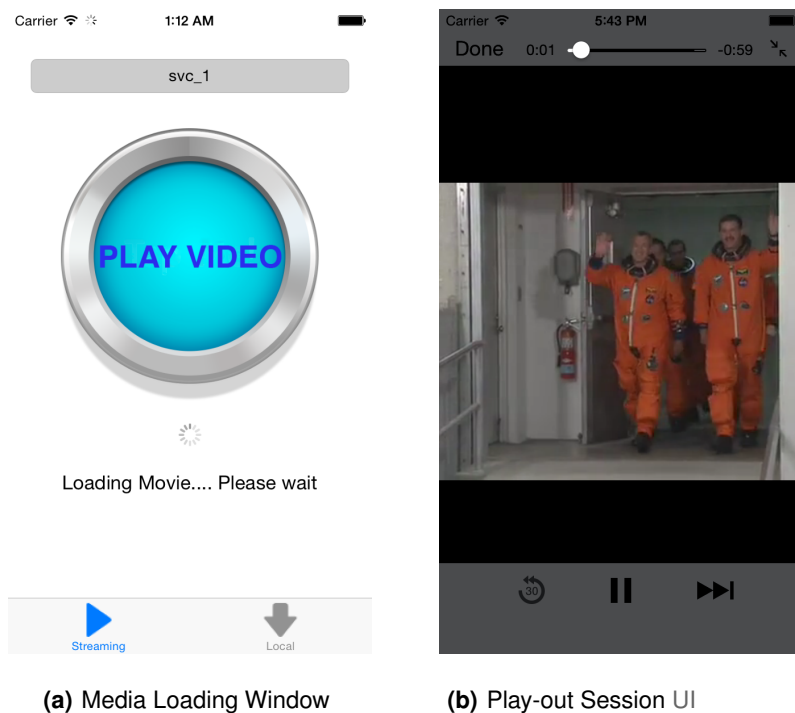 Carrier 1:12 AM
svc_1
PLAY VIDEO
Loading Movie.... Please wait
Streaming
Local
(a) Media Loading Window
Carrier 5:43 PM
Done 0:01 -0:59
30
(b) Play-out Session UI